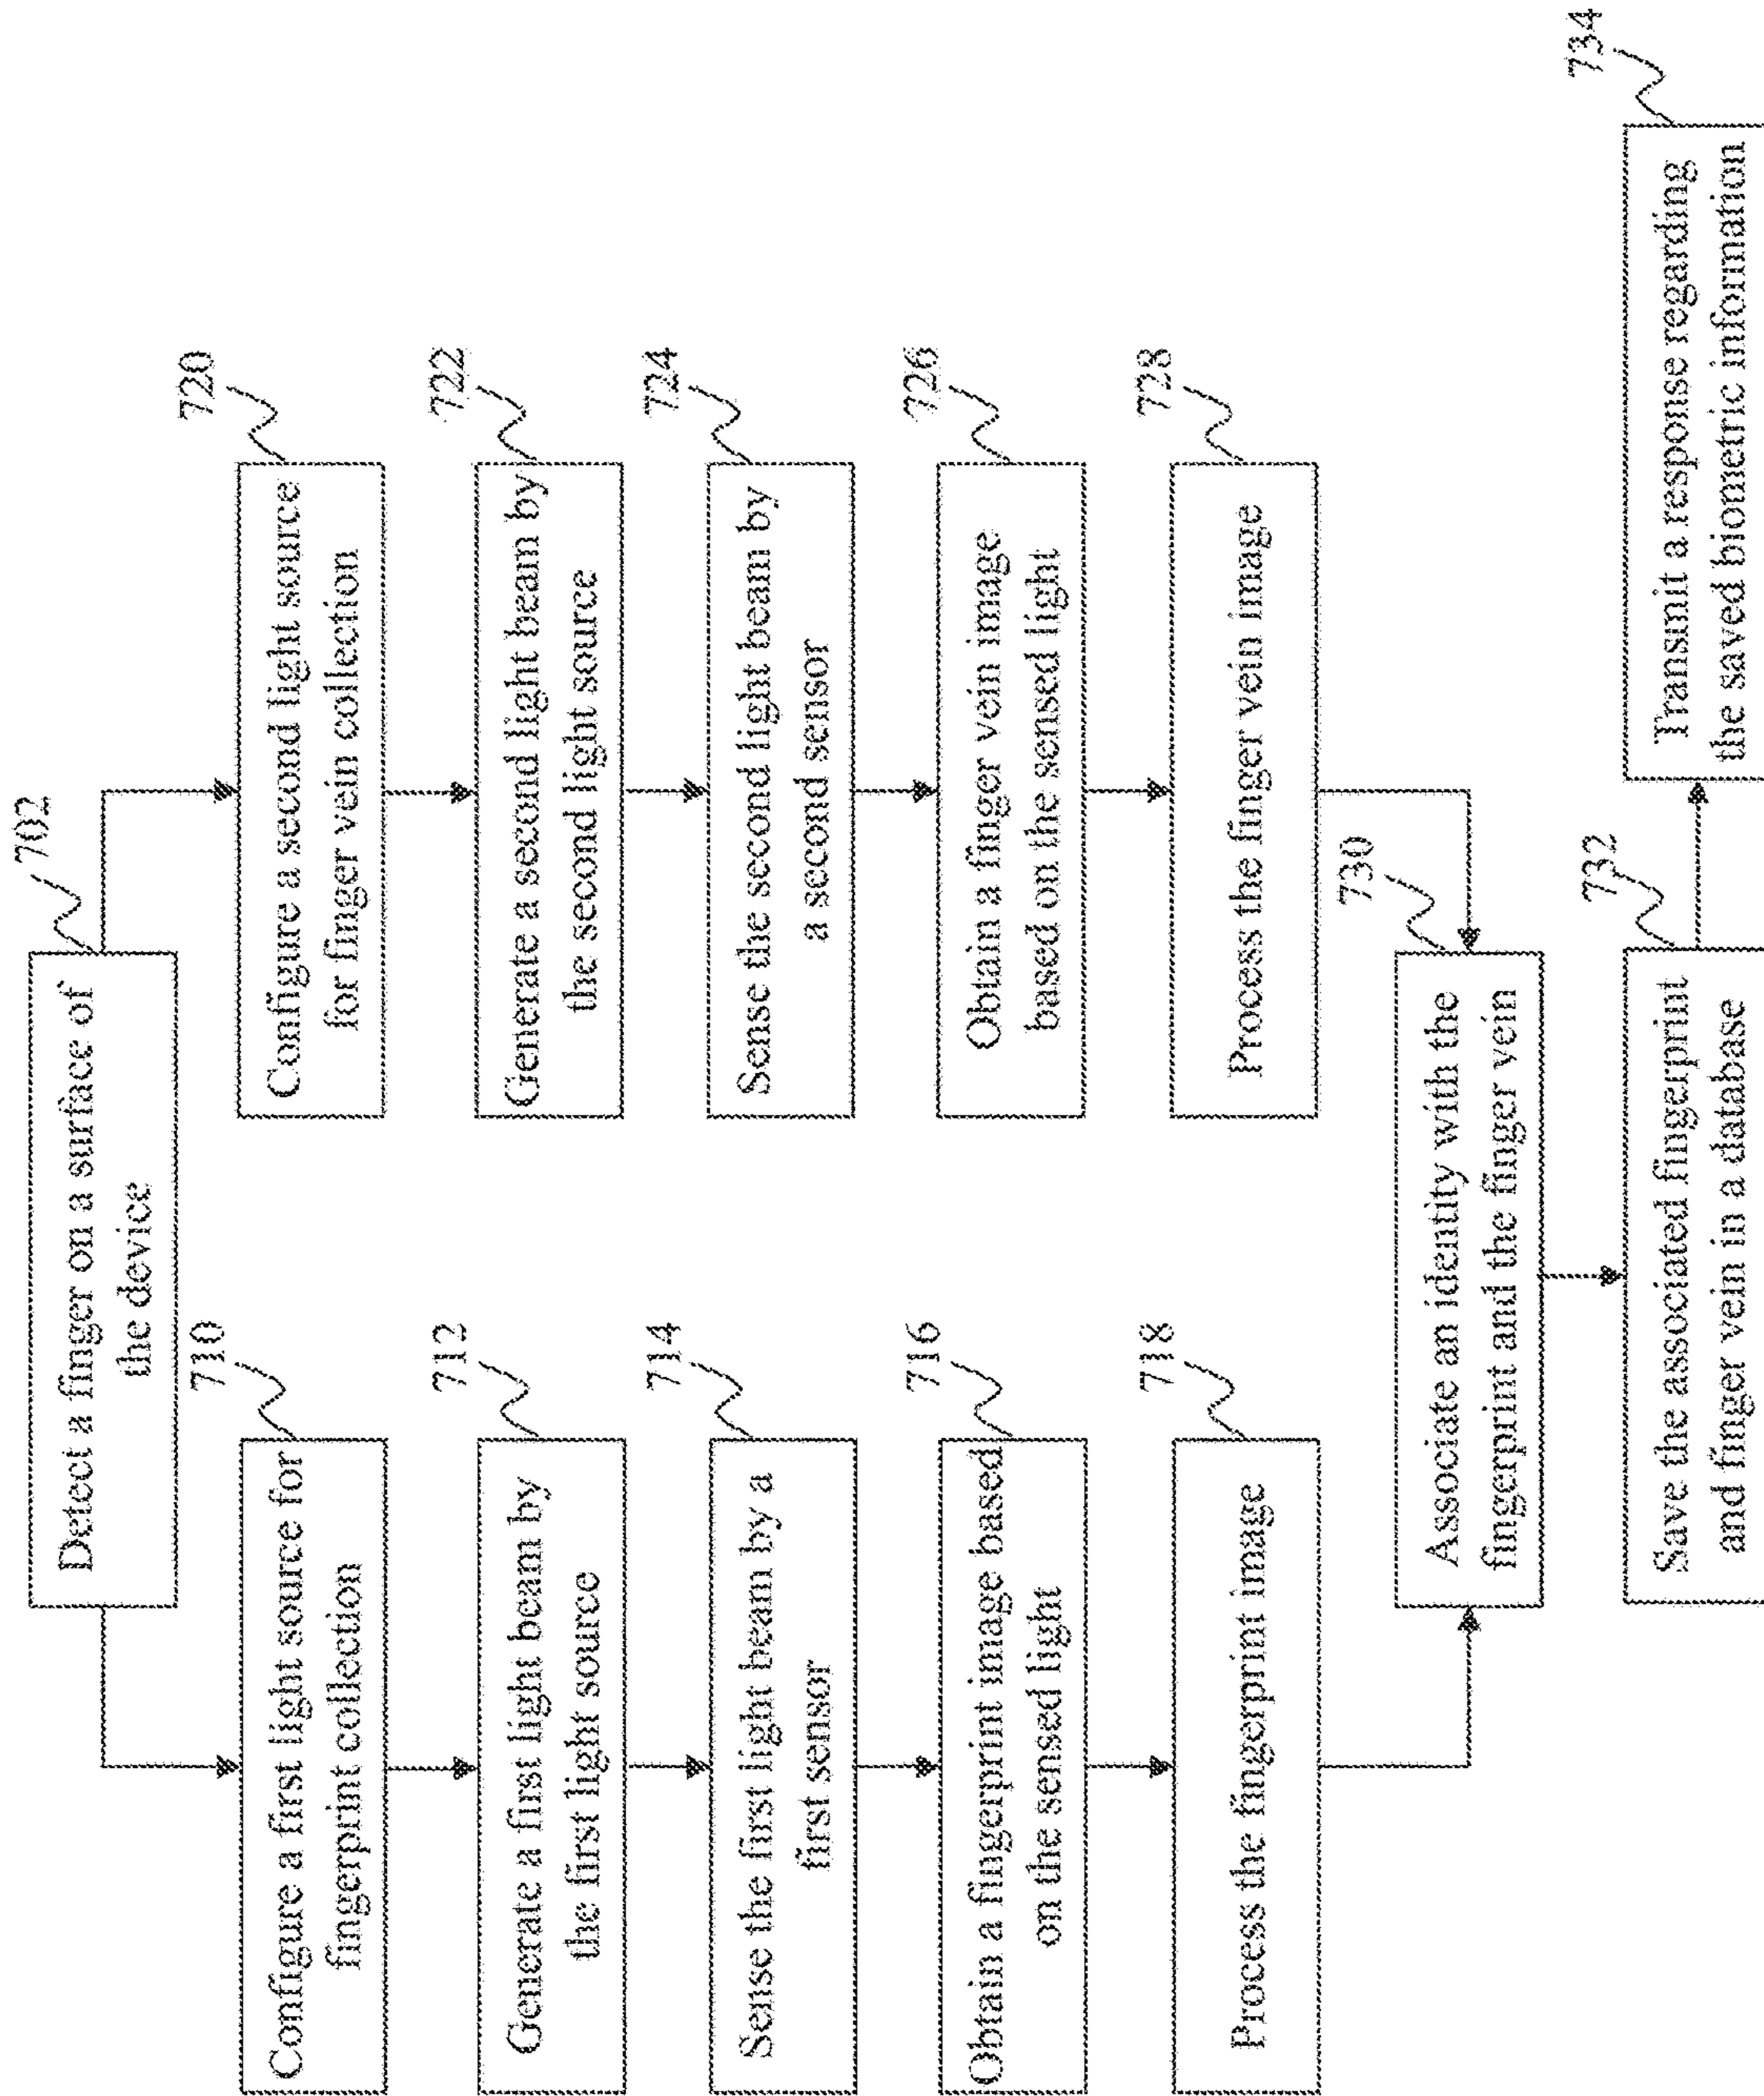 702
Detect a finger on a surface of
the device
710
Configure a first light source for
fingerprint collection
712
Generate a first light beam by
the first light source
714
Sense the first light beam by a
first sensor
716
Obtain a fingerprint image based
on the sensed light
718
Process the fingerprint image
720
Configure a second light source
for finger vein collection
722
Generate a second light beam by
the second light source
724
Sense the second light beam by
a second sensor
726
Obtain a finger vein image
based on the sensed light
728
Process the finger vein image
730
Associate an identity with the
fingerprint and the finger vein
732
Save the associated fingerprint
and finger vein in a database
734
Transmit a response regarding
the saved biometric information